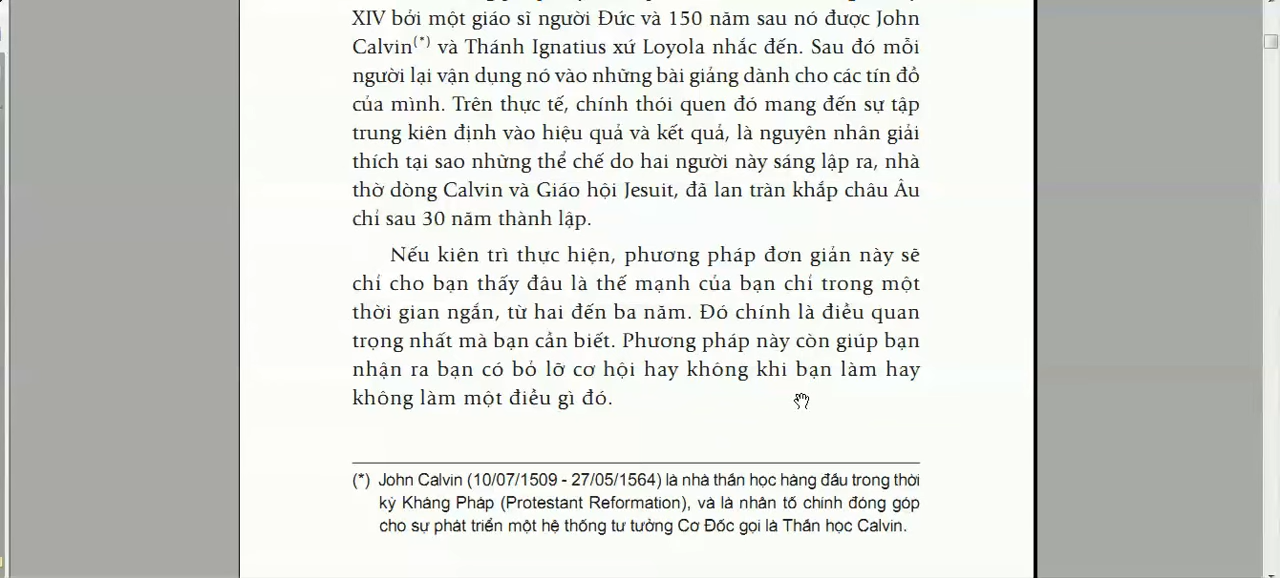 XIV bởi một giáo sĩ người Đức và 150 năm sau nó được John
Calvin(*) và Thánh Ignatius xứ Loyola nhắc đến. Sau đó mỗi
người lại vận dụng nó vào những bài giảng dành cho các tín đồ
của mình. Trên thực tế, chính thói quen đó mang đến sự tập
trung kiên định vào hiệu quả và kết quả, là nguyên nhân giải
thích tại sao những thể chế do hai người này sáng lập ra, nhà
thờ dòng Calvin và Giáo hội Jesuit, đã lan tràn khắp châu Âu
chỉ sau 30 năm thành lập.
Nếu kiên trì thực hiện, phương pháp đơn giản này sẽ
chỉ cho bạn thấy đâu là thế mạnh của bạn chỉ trong một
thời gian ngắn, từ hai đến ba năm. Đó chính là điều quan
trọng nhất mà bạn cần biết. Phương pháp này còn giúp bạn
nhận ra bạn có bỏ lỡ cơ hội hay không khi bạn làm hay
không làm một điều gì đó.
(*) John Calvin (10/07/1509 - 27/05/1564) là nhà thần học hàng đầu trong thời
kỳ Kháng Pháp (Protestant Reformation), và là nhân tố chính đóng góp
cho sự phát triển một hệ thống tư tưởng Cơ Đốc gọi là Thần học Calvin.